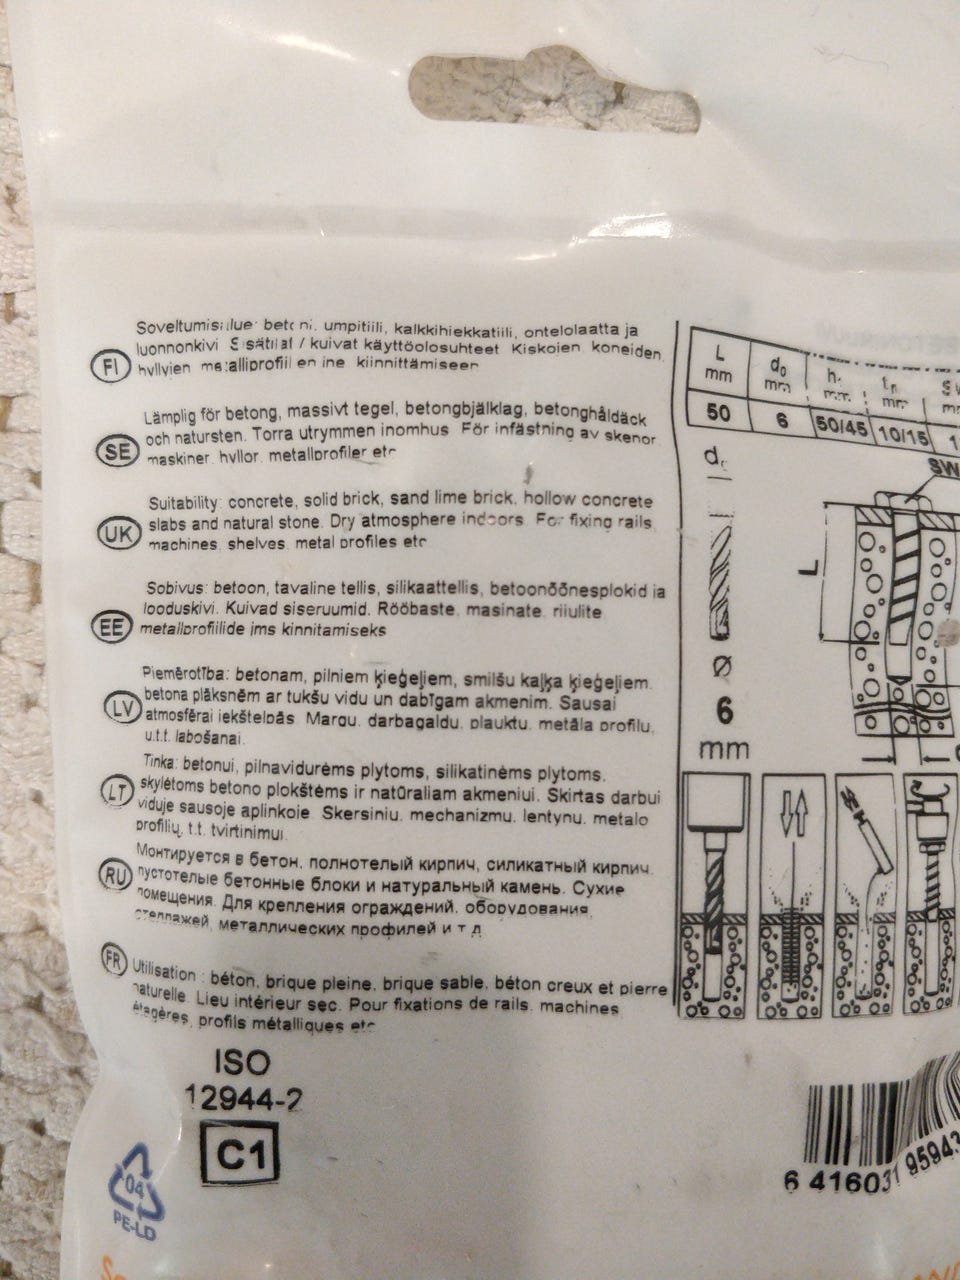 FI
Soveltumisalue: betoni, umpitiili, kalkkihiekkatiili, ontelolaatta ja
luonnonkivi. Sisätilat / kuivat käyttöolosuhteet. Kiskojen, koneiden,
hyllyjen, metalliprofiilien jne. kiinnittämiseen
SE
Lämplig för betong, massivt tegel, betongbjälklag, betonghåldäck
och natursten. Torra utrymmen inomhus. För infästning av skenor,
maskiner, hyllor, metallprofiler etc
UK
Suitability: concrete, solid brick, sand lime brick, hollow concrete
slabs and natural stone. Dry atmosphere indoors. For fixing rails,
machines, shelves, metal profiles etc
EE
Sobivus: betoon, tavaline tellis, silikaattellis, betoonõõnesplokid ja
looduskivi. Kuivad siseruumid. Rööbaste, masinate, riiulite
metallprofiilide jms kinnitamiseks
LV
Piemērotība: betonam, pilniem ķieģeļiem, smilšu kaļķa ķieģeļiem,
betona plāksnēm ar tukšu vidu un dabīgam akmenim. Sausai
atmosfērai iekštelpās. Margu, darbagaldu, plauktu, metāla profilu,
u.t.t. labošanai.
LT
Tinka: betonui, pilnavidurėms plytoms, silikatinėms plytoms,
skylėtoms betono plokštėms ir natūraliam akmeniui. Skirtas darbui
viduje sausoje aplinkoje. Skersinių, mechanizmų, lentynų, metalo
profilių, t.t. tvirtinimui.
RU
Монтируется в бетон, полнотелый кирпич, силикатный кирпич,
пустотелые бетонные блоки и натуральный камень. Сухие
помещения. Для крепления ограждений, оборудования,
стеллажей, металлических профилей и т.д.
FR
Utilisation : béton, brique pleine, brique sable, béton creux et pierre
naturelle. Lieu intérieur sec. Pour fixations de rails, machines
étagères, profils métalliques etc
ISO
12944-2
C1
04
PE-LD
L d₀
mm mm mm mm
50 6 50/45 10/15
SW
L
Ø
6
mm
6 416031 95943